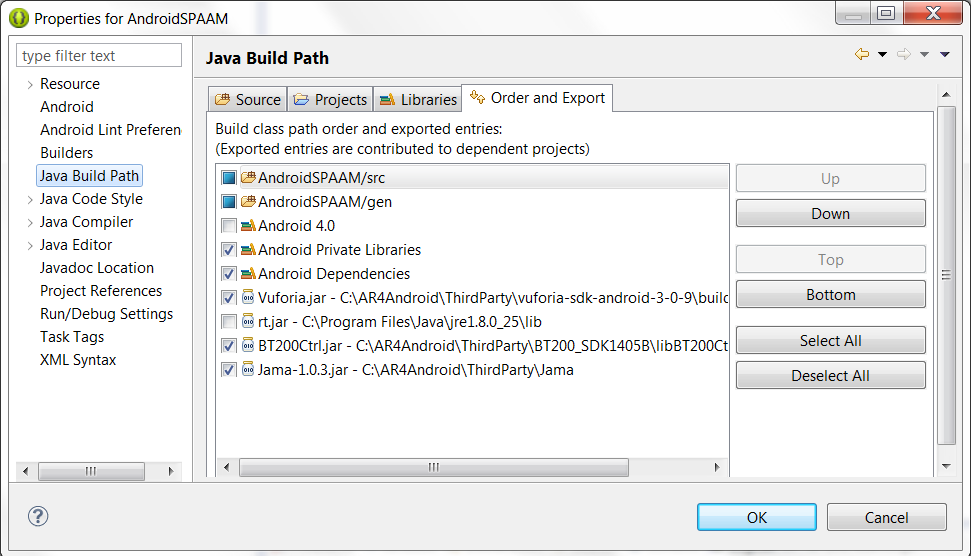 Properties for AndroidSPAAM
type filter text
Resource
Android
Android Lint Preferen
Builders
Java Build Path
Java Code Style
Java Compiler
Java Editor
Javadoc Location
Project References
Run/Debug Settings
Task Tags
XML Syntax
Java Build Path
Source Projects Libraries Order and Export
Build class path order and exported entries:
(Exported entries are contributed to dependent projects)
AndroidSPAAM/src
AndroidSPAAM/gen
Android 4.0
Android Private Libraries
Android Dependencies
Vuforia.jar - C:\AR4Android\ThirdParty\vuforia-sdk-android-3-0-9\build
rt.jar - C:\Program Files\Java\jre1.8.0_25\lib
BT200Ctrl.jar - C:\AR4Android\ThirdParty\BT200_SDK1405B\libBT200Ct
Jama-1.0.3.jar - C:\AR4Android\ThirdParty\Jama
Up
Down
Top
Bottom
Select All
Deselect All
OK Cancel